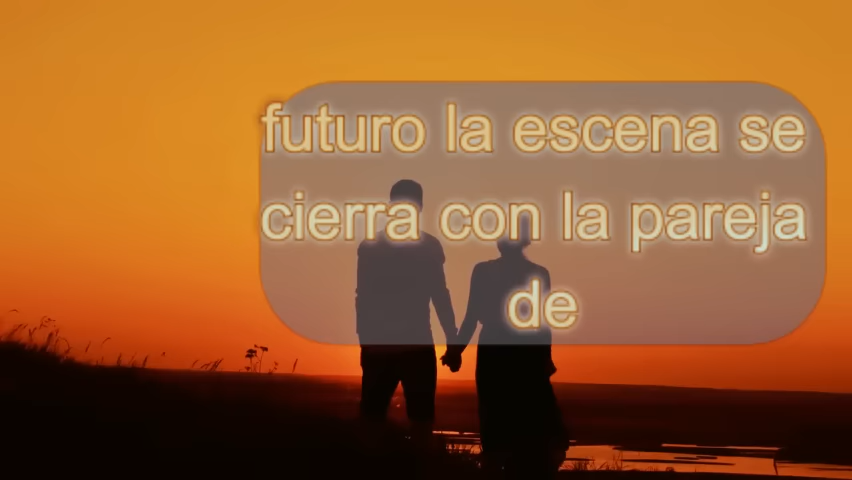 futuro la escena se
cierra con la pareja
de